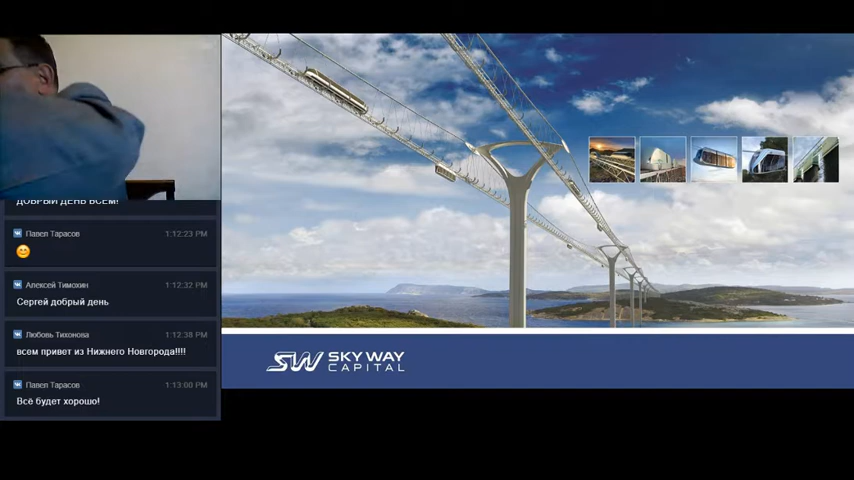 ДОБРЫЙ ДЕНЬ ВСЕМ!
Павел Тарасов
1:12:23 PM
😊
Алексей Тимохин
1:12:32 PM
Сергей добрый день
Любовь Тихонова
1:12:38 PM
всем привет из Нижнего Новгорода!!!!
Павел Тарасов
1:13:00 PM
Всё будет хорошо!
SW SKY WAY
CAPITAL